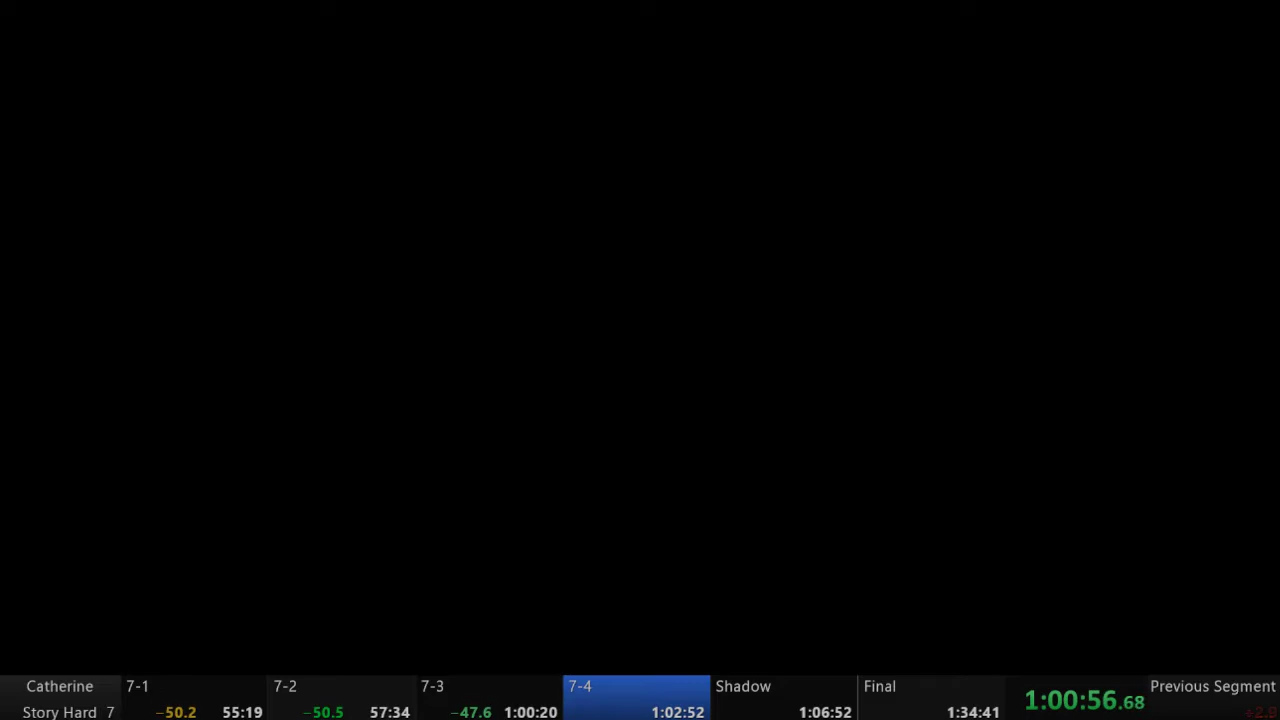 Catherine
Story Hard 7
7-1
−50.2 55:19
7-2
−50.5 57:34
7-3
−47.6 1:00:20
7-4
1:02:52
Shadow
1:06:52
Final
1:34:41
1:00:56.68
Previous Segment